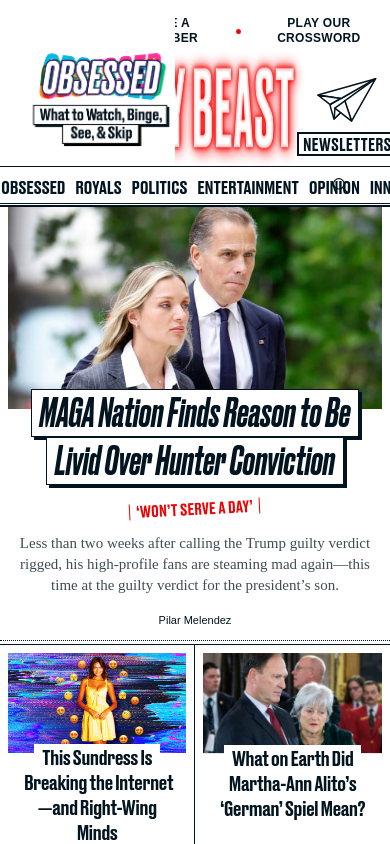 E A
PLAY OUR
BER
CROSSWORD
OBSESSED
What to Watch, Binge,
See, & Skip
Y BEAST
NEWSLETTERS
OBSESSED ROYALS POLITICS ENTERTAINMENT OPINION INN
MAGA Nation Finds Reason to Be
Livid Over Hunter Conviction
‘WON’T SERVE A DAY’
Less than two weeks after calling the Trump guilty verdict
rigged, his high-profile fans are steaming mad again—this
time at the guilty verdict for the president’s son.
Pilar Melendez
This Sundress Is
Breaking the Internet
—and Right-Wing
Minds
What on Earth Did
Martha-Ann Alito’s
‘German’ Spiel Mean?